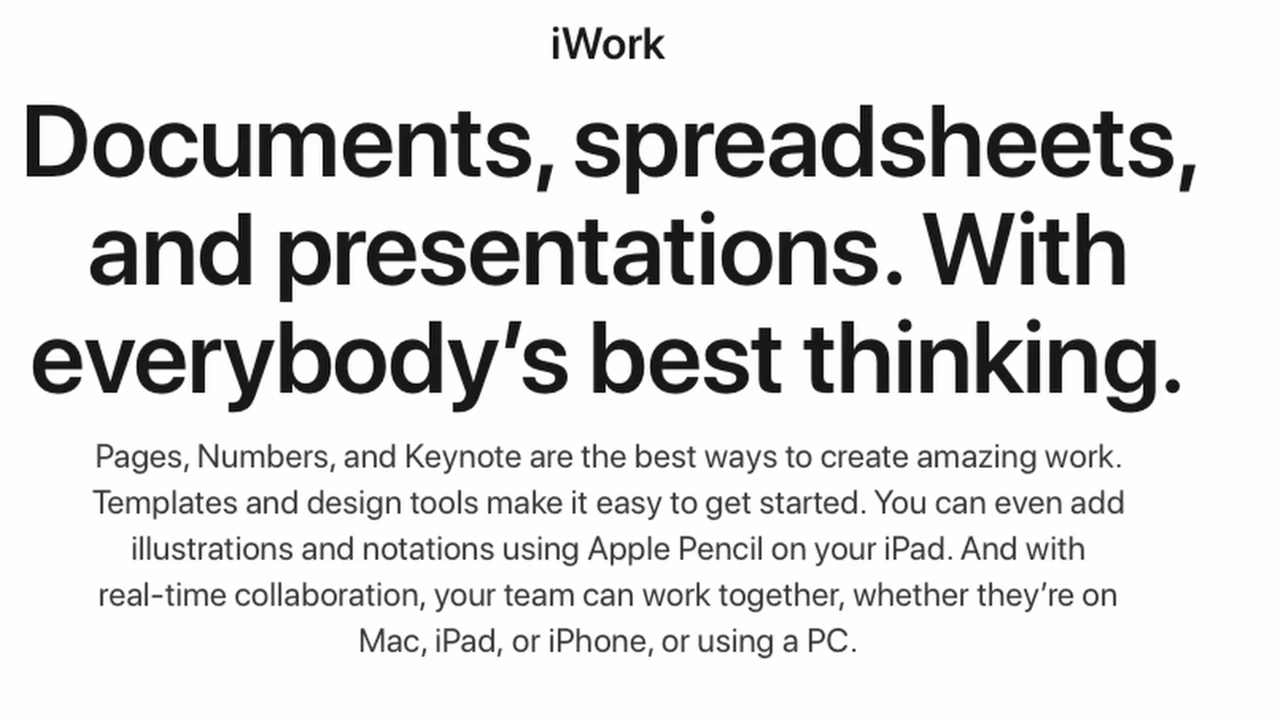 iWork
Documents, spreadsheets,
and presentations. With
everybody’s best thinking.
Pages, Numbers, and Keynote are the best ways to create amazing work.
Templates and design tools make it easy to get started. You can even add
illustrations and notations using Apple Pencil on your iPad. And with
real-time collaboration, your team can work together, whether they’re on
Mac, iPad, or iPhone, or using a PC.